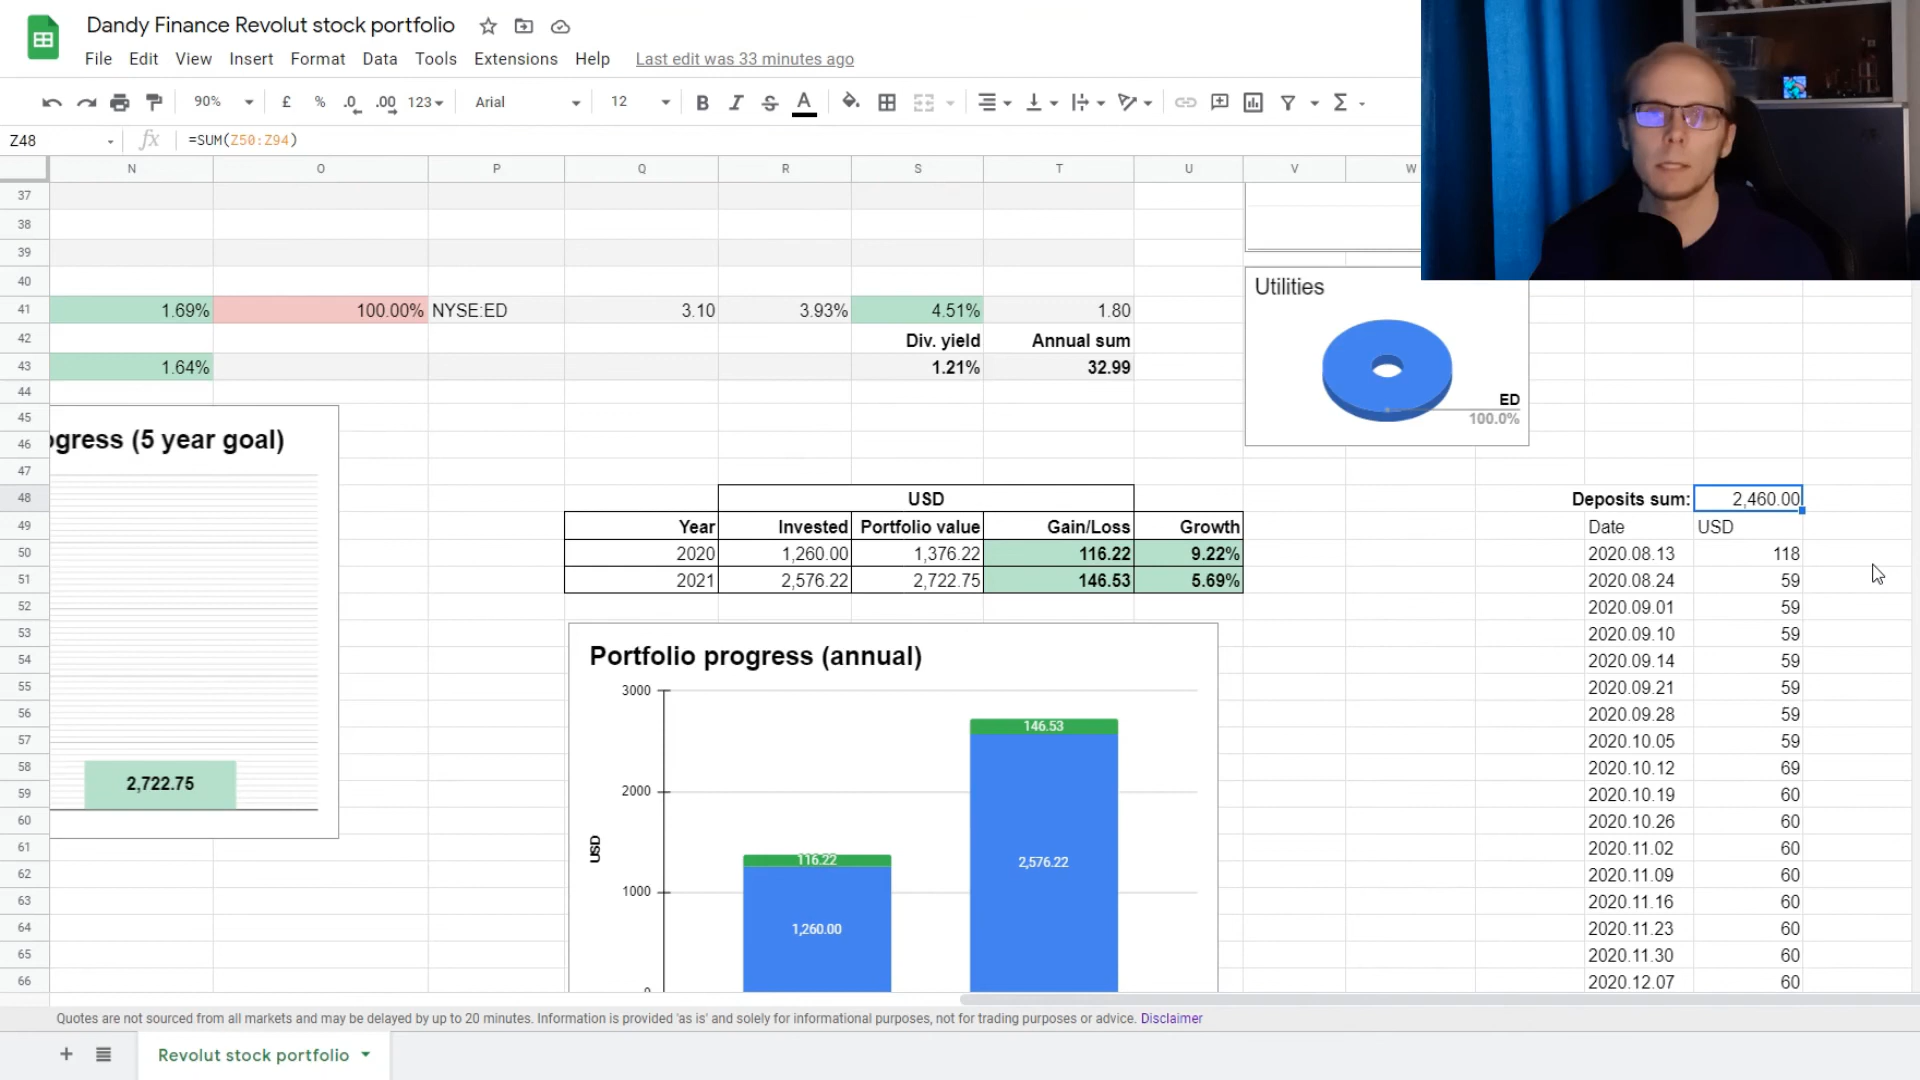 Dandy Finance Revolut stock portfolio
File Edit View Insert Format Data Tools Extensions Help Last edit was 33 minutes ago
90% £ % .0 .00 123 Arial 12 B I S A Σ
Z48 fx =SUM(Z50:Z94)
N O P Q R S T U V W
37
38
39
40
Utilities
41 1.69% 100.00% NYSE:ED 3.10 3.93% 4.51% 1.80
42 Div. yield Annual sum
43 1.64% 1.21% 32.99
ED
100.0%
44
45
ogress (5 year goal)
46
47
48 USD Deposits sum: 2,460.00
49 Year Invested Portfolio value Gain/Loss Growth Date USD
50 2020 1,260.00 1,376.22 116.22 9.22% 2020.08.13 118
51 2021 2,576.22 2,722.75 146.53 5.69% 2020.08.24 59
52 2020.09.01 59
53 2020.09.10 59
Portfolio progress (annual)
54 2020.09.14 59
55 3000 2020.09.21 59
56 146.53 2020.09.28 59
57 2020.10.05 59
58 2,722.75 2020.10.12 69
59 2000 2020.10.19 60
60 2020.10.26 60
61 USD 116.22 2,576.22 2020.11.02 60
62 2020.11.09 60
63 1000 2020.11.16 60
64 1,260.00 2020.11.23 60
65 2020.11.30 60
66 0 2020.12.07 60
Quotes are not sourced from all markets and may be delayed by up to 20 minutes. Information is provided 'as is' and solely for informational purposes, not for trading purposes or advice. Disclaimer
+ Revolut stock portfolio